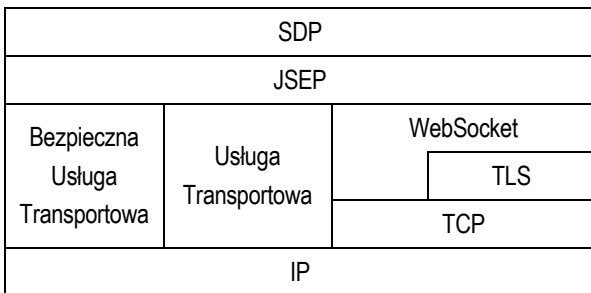 SDP
JSEP
Bezpieczna
Usługa
Transportowa
Usługa
Transportowa
WebSocket
TLS
TCP
IP